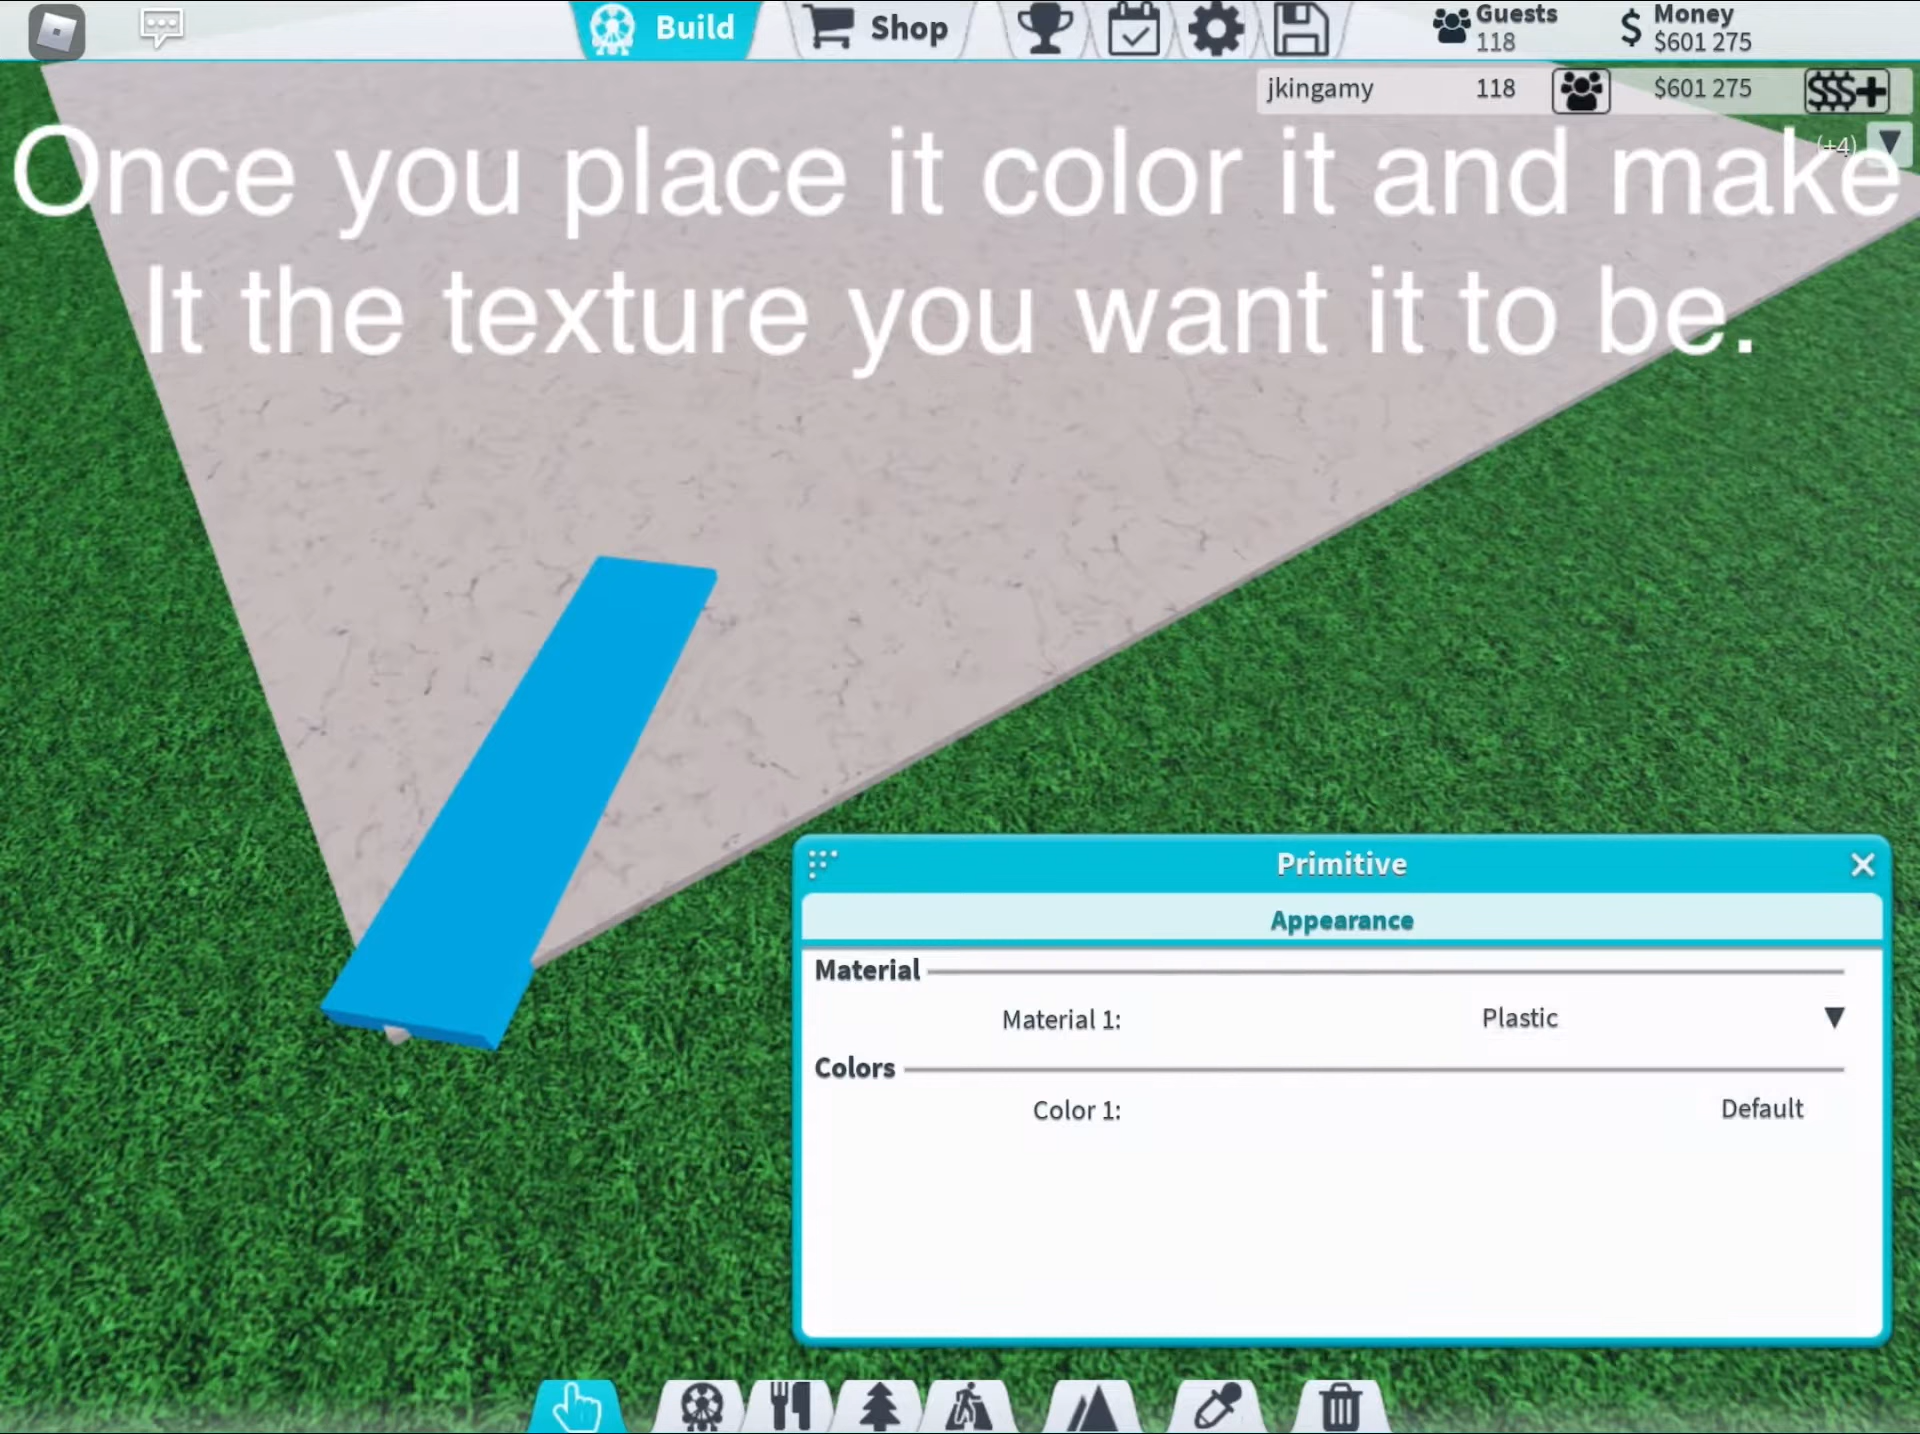 Build
Shop
Guests
118
Money
$601 275
jkingamy 118 $601 275
$$$+
(+4)
Once you place it color it and make
It the texture you want it to be.
Primitive
Appearance
Material
Material 1: Plastic
Colors
Color 1: Default